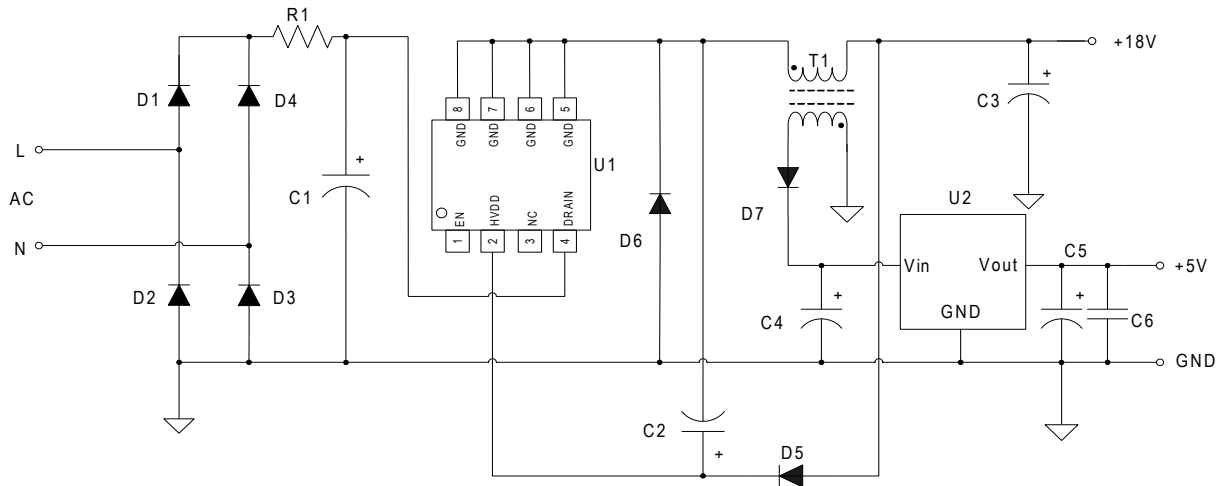 R1
T1
+18V
D1
D4
C3
+
8
7
6
5
GND
GND
GND
GND
U1
L
+
AC
C1
D6
D7
U2
EN
HVDD
NC
DRAIN
1
2
3
4
N
Vin
Vout
C5
+5V
D2
D3
+
C4
GND
+
C6
GND
C2
+
D5